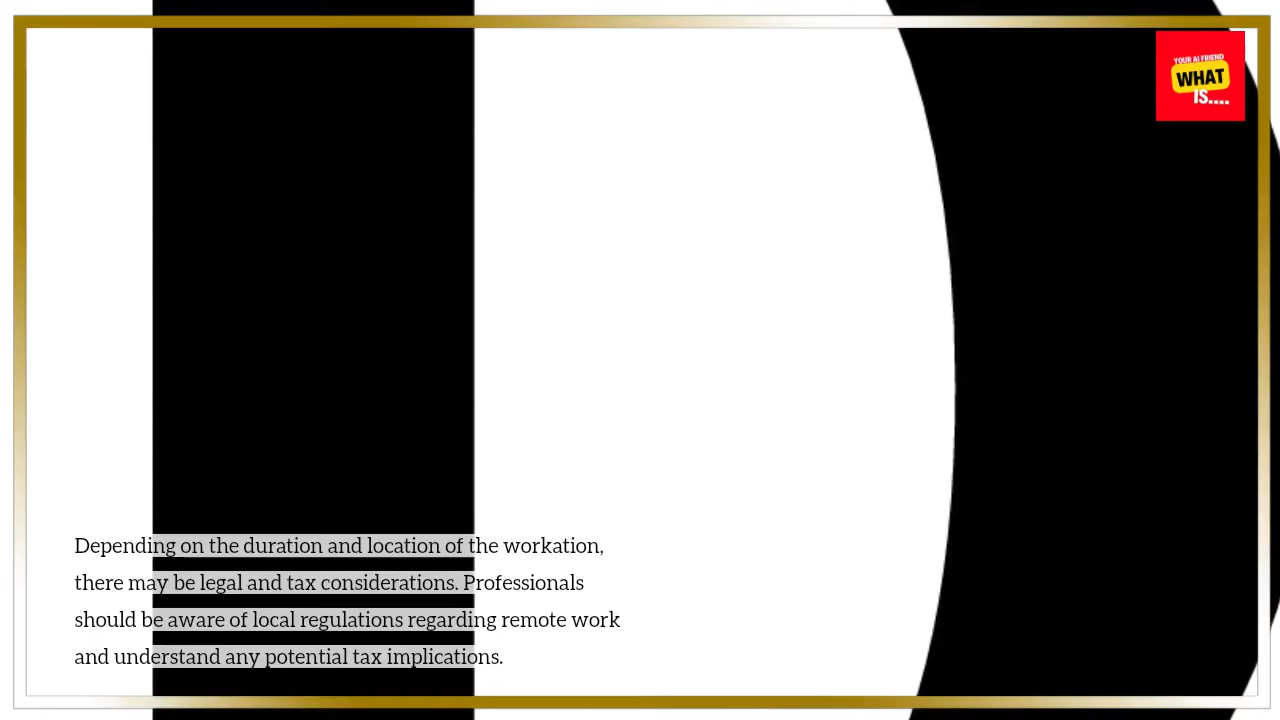 YOUR AI FRIEND
WHAT
IS....
Depending on the duration and location of the workation,
there may be legal and tax considerations. Professionals
should be aware of local regulations regarding remote work
and understand any potential tax implications.